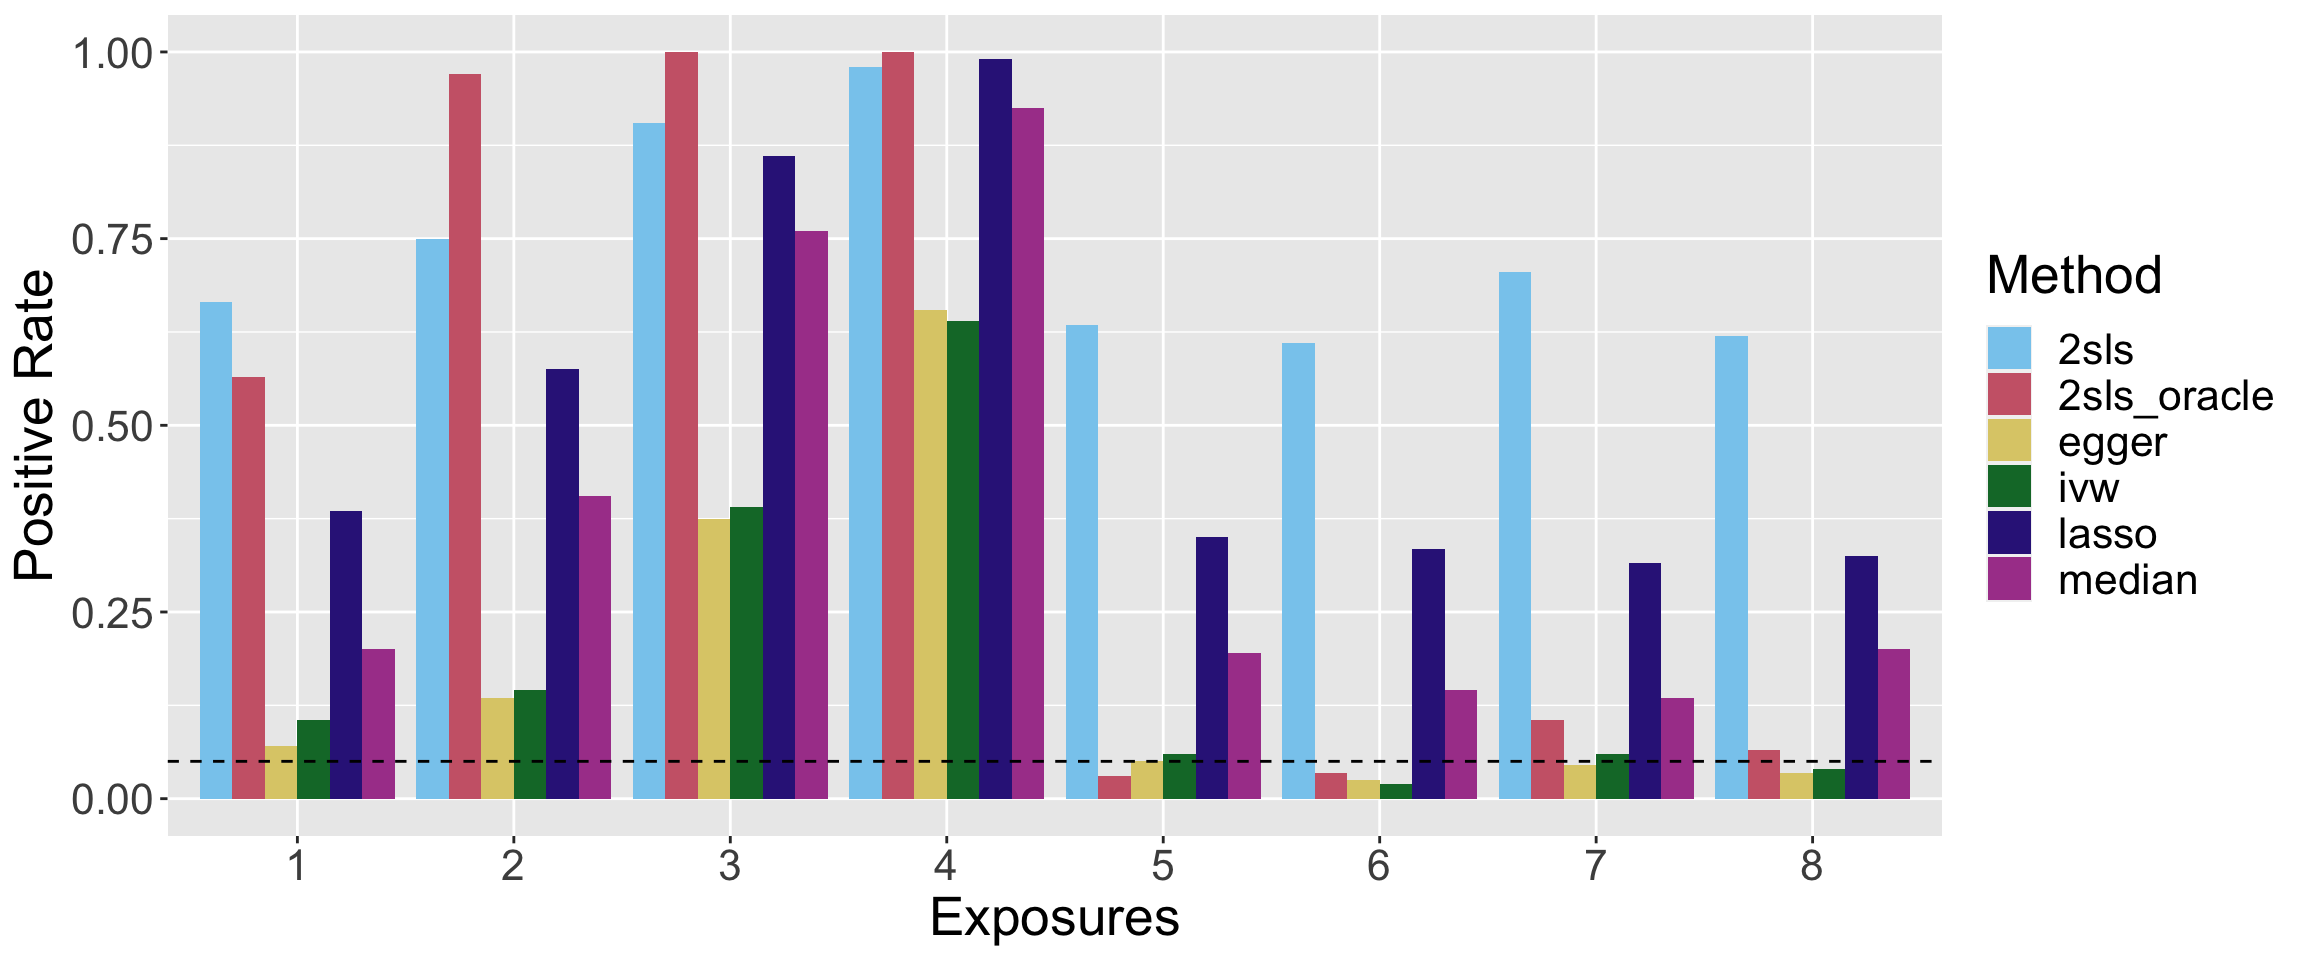 1.00
0.75
0.50
0.25
0.00
Positive Rate
1 2 3 4 5 6 7 8
Exposures
Method
2sls
2sls_oracle
egger
ivw
lasso
median